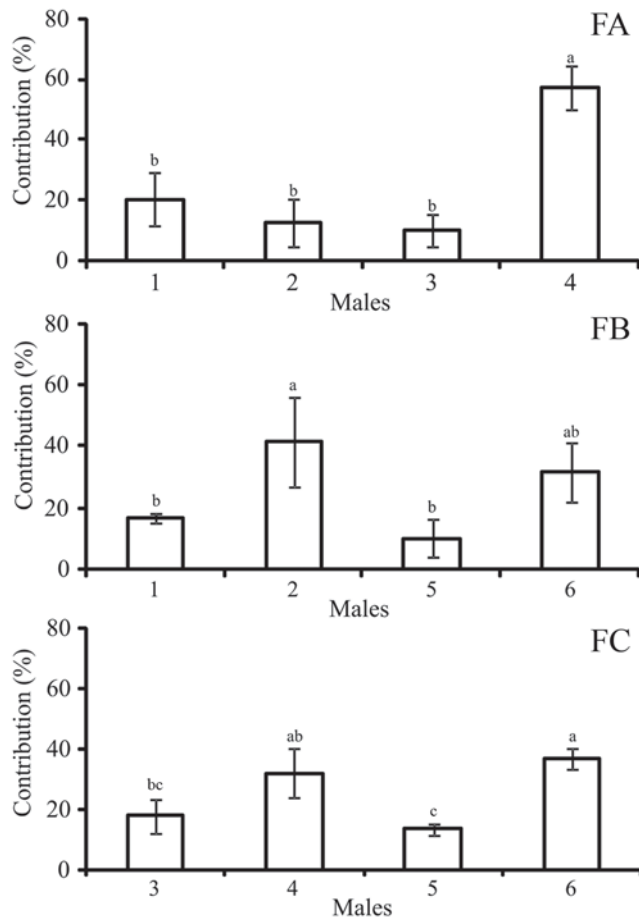 80
FA
60
40
20
0
Contribution (%)
b
b
b
a
1 2 3 4
Males
80
FB
60
40
20
0
Contribution (%)
b
a
b
ab
1 2 5 6
Males
80
FC
60
40
20
0
Contribution (%)
bc
ab
c
a
3 4 5 6
Males